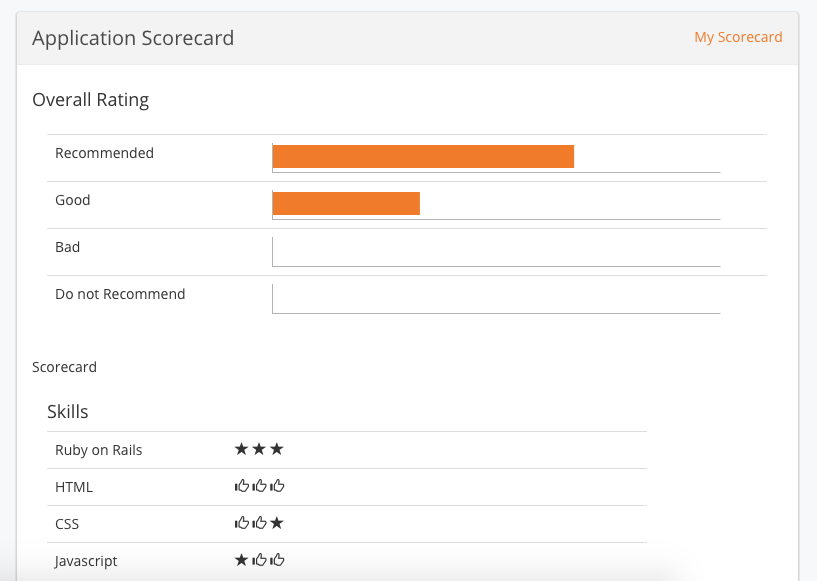 Application Scorecard
My Scorecard
Overall Rating
Recommended
Good
Bad
Do not Recommend
Scorecard
Skills
Ruby on Rails
HTML
CSS
Javascript